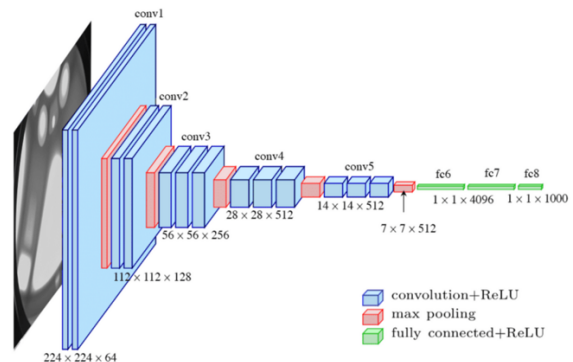 conv1
conv2
conv3
conv4
conv5
fc6
fc7
fc8
224 × 224 × 64
112 × 112 × 128
56 × 56 × 256
28 × 28 × 512
14 × 14 × 512
7 × 7 × 512
1 × 1 × 4096
1 × 1 × 1000
convolution+ReLU
max pooling
fully connected+ReLU